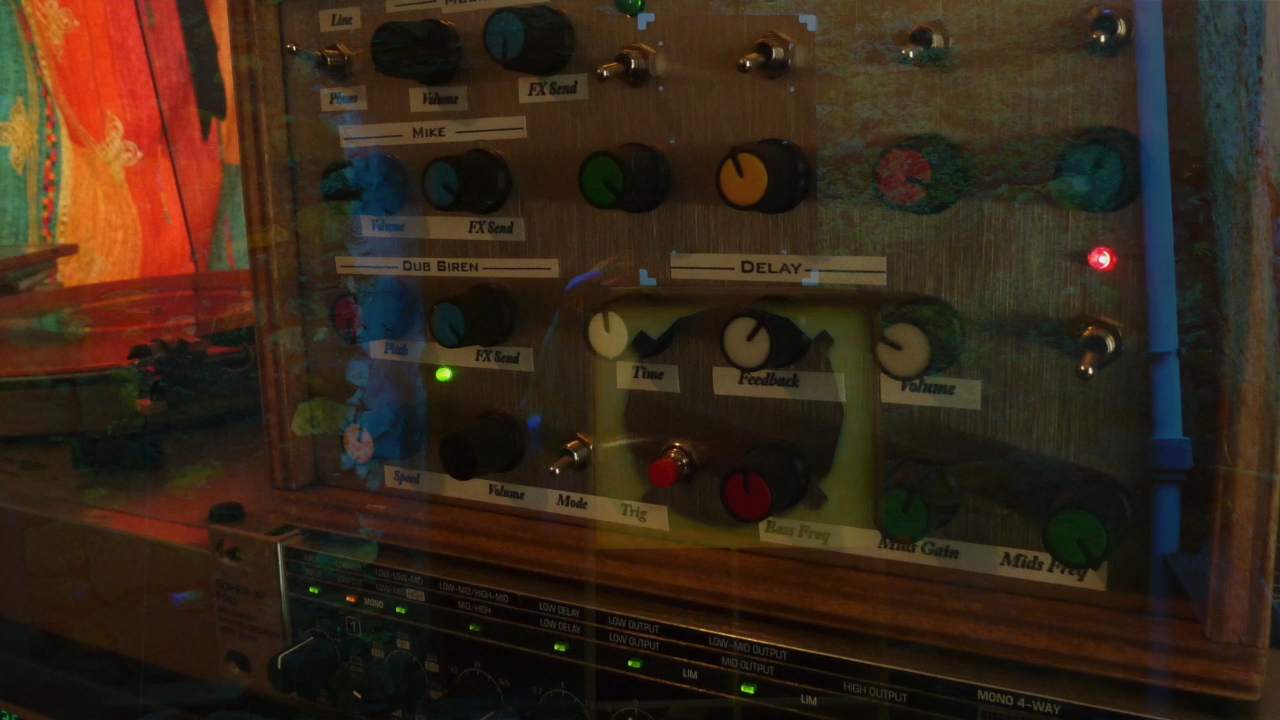 Line
Phono
Volume
FX Send
MIKE
Volume
FX Send
DUB SIREN
DELAY
Pitch
FX Send
Time
Feedback
Volume
Speed
Volume
Mode
Trig
Bass Freq
Mids Gain
Mids Freq
LOW/LOW-MID
LOW-MID/HIGH-MID
LOW DELAY
LOW OUTPUT
LOW-MID OUTPUT
MONO
MID/HIGH
LOW DELAY
LOW OUTPUT
MID OUTPUT
HIGH OUTPUT
MONO 4-WAY
1
LIM
LIM